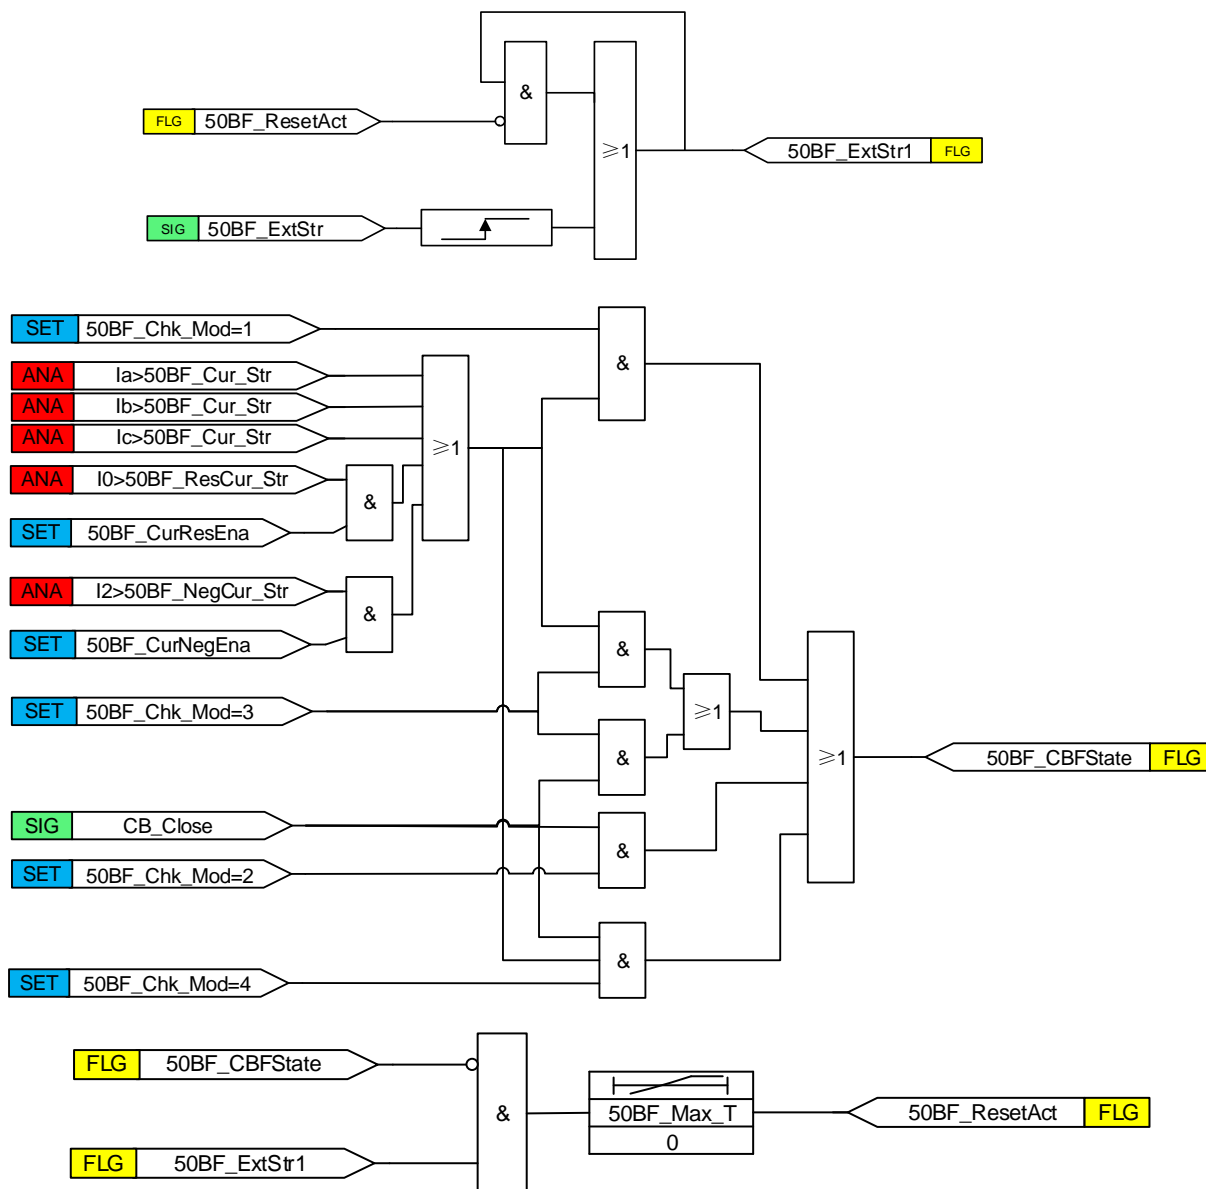 &
FLG 50BF_ResetAct
≥1
50BF_ExtStr1 FLG
SIG 50BF_ExtStr
SET 50BF_Chk_Mod=1
&
ANA Ia>50BF_Cur_Str
ANA Ib>50BF_Cur_Str
ANA Ic>50BF_Cur_Str
≥1
ANA I0>50BF_ResCur_Str
&
SET 50BF_CurResEna
ANA I2>50BF_NegCur_Str
&
SET 50BF_CurNegEna
&
SET 50BF_Chk_Mod=3
≥1
&
≥1
50BF_CBFState FLG
SIG CB_Close
&
SET 50BF_Chk_Mod=2
&
SET 50BF_Chk_Mod=4
FLG 50BF_CBFState
&
50BF_Max_T
0
50BF_ResetAct FLG
FLG 50BF_ExtStr1